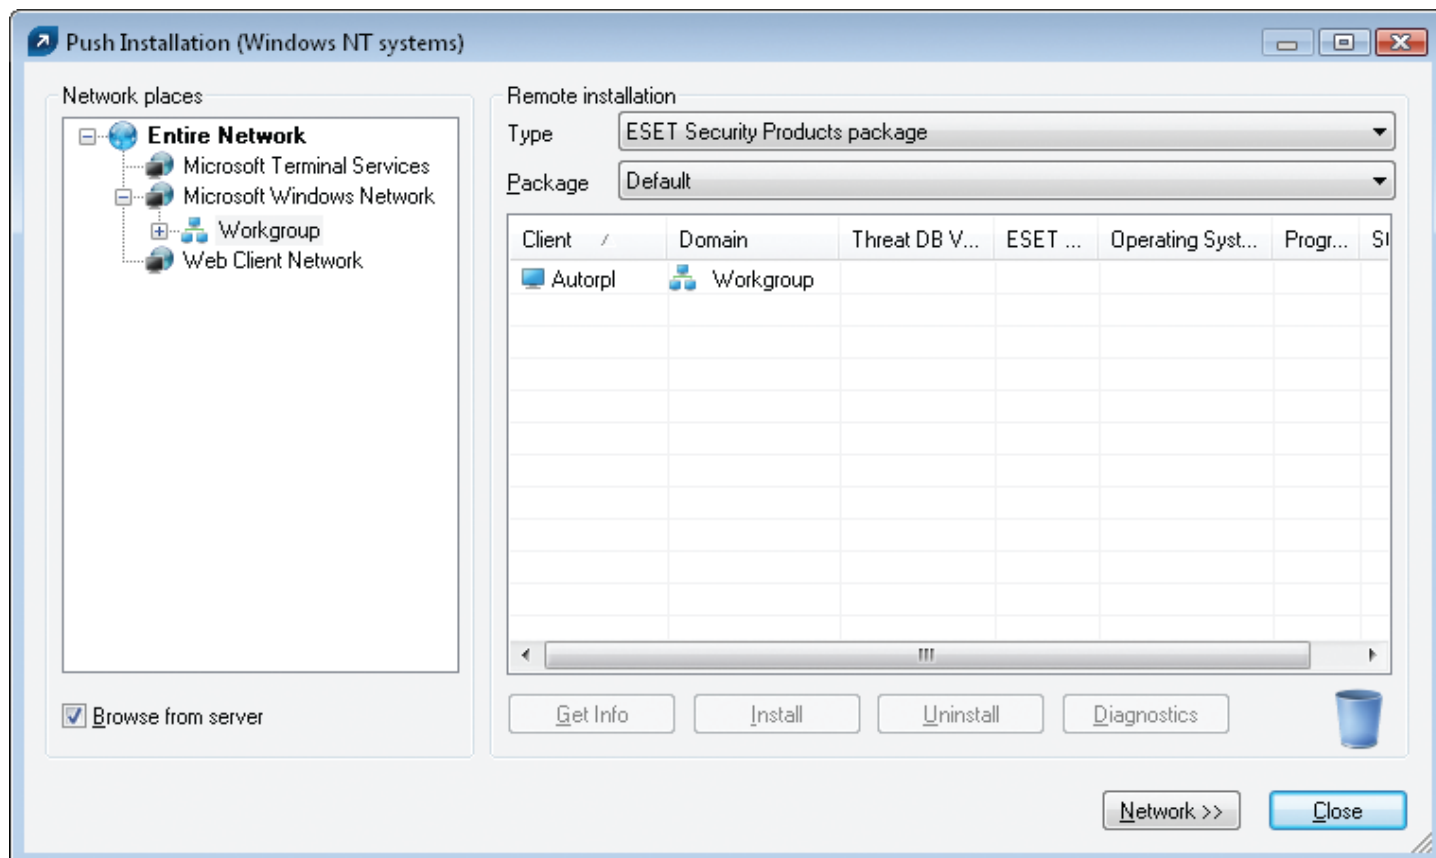 Push Installation (Windows NT systems)
Network places
Entire Network
Microsoft Terminal Services
Microsoft Windows Network
Workgroup
Web Client Network
Browse from server
Remote installation
Type ESET Security Products package
Package Default
Client Domain Threat DB V... ESET ... Operating Syst... Progr... St
Autorpl Workgroup
Get Info Install Uninstall Diagnostics
Network >> Close